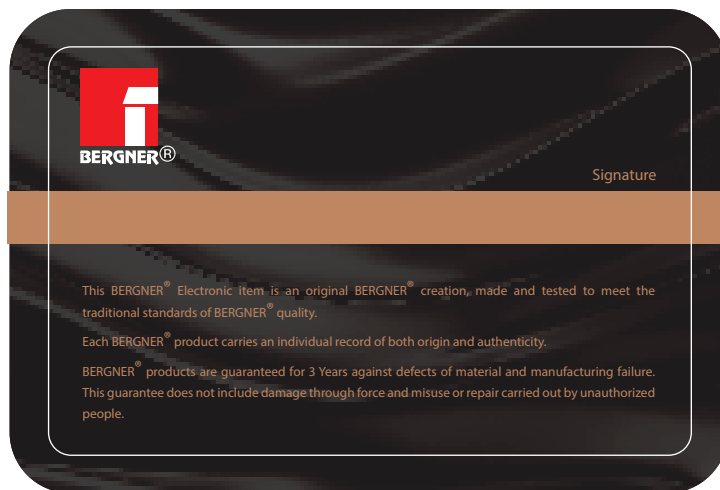 BERGNER®
Signature
This BERGNER® Electronic item is an original BERGNER® creation, made and tested to meet the
traditional standards of BERGNER® quality.
Each BERGNER® product carries an individual record of both origin and authenticity.
BERGNER® products are guaranteed for 3 Years against defects of material and manufacturing failure.
This guarantee does not include damage through force and misuse or repair carried out by unauthorized
people.